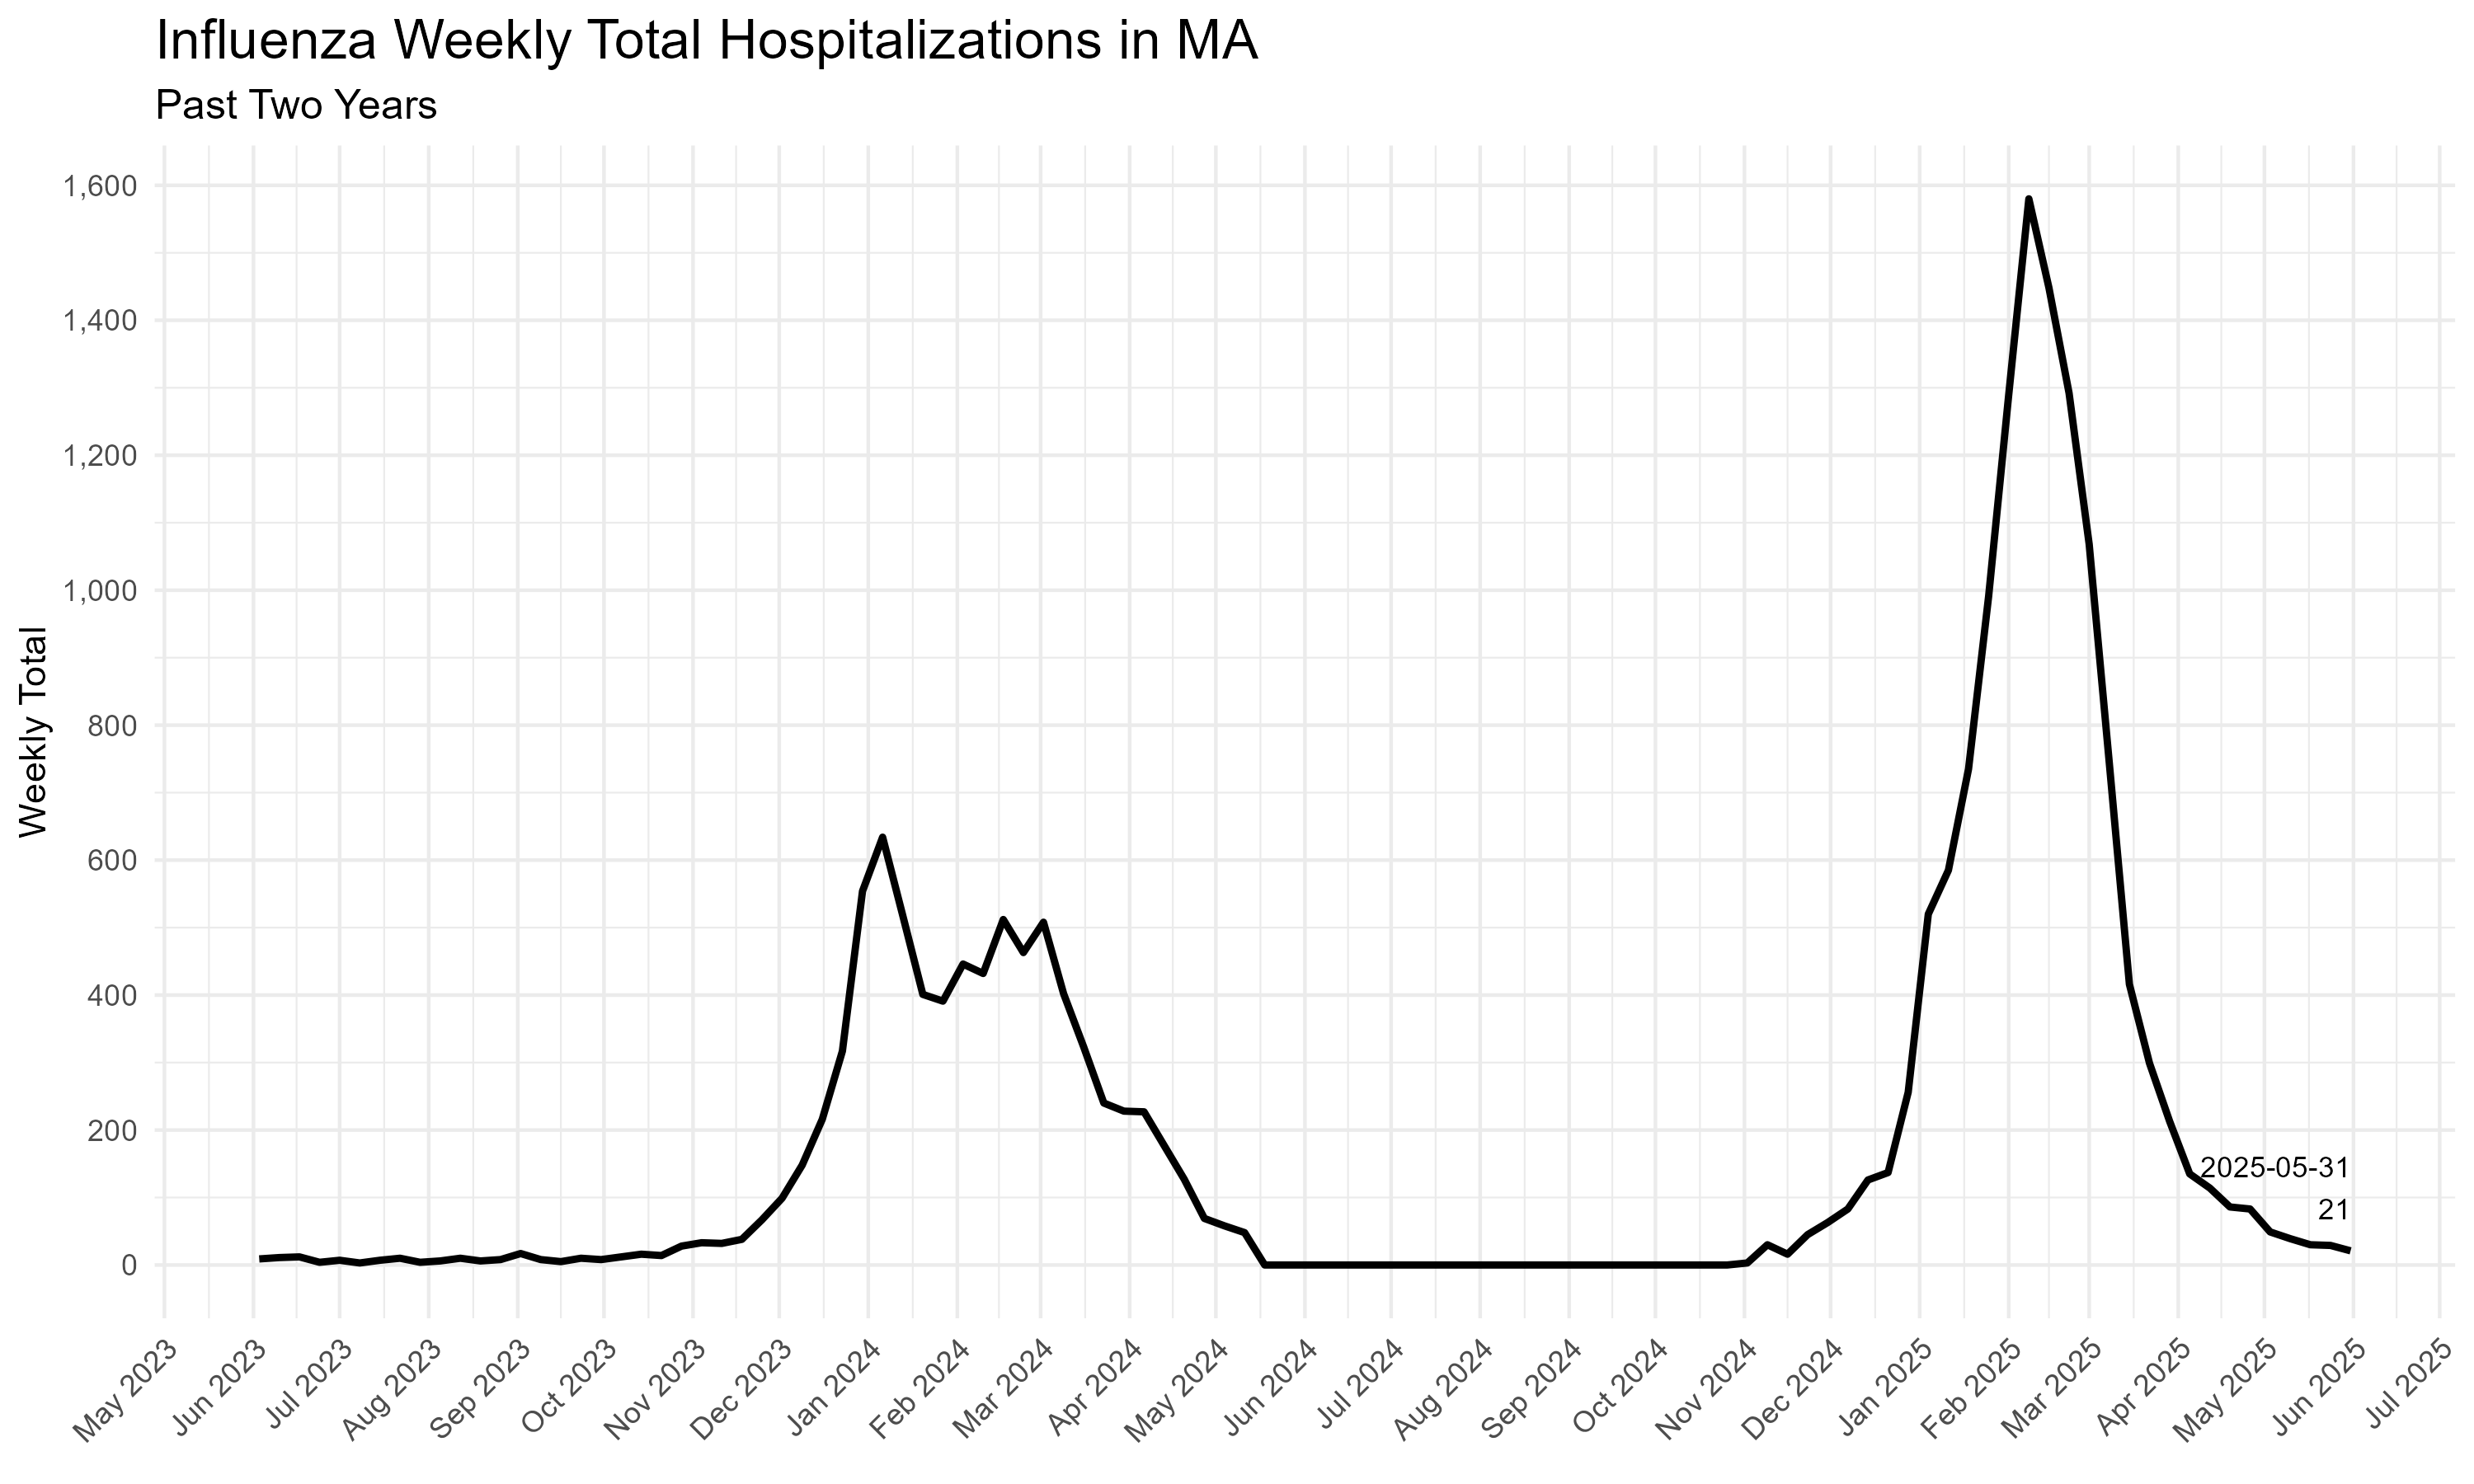 Influenza Weekly Total Hospitalizations in MA
Past Two Years
Weekly Total
1,600
1,400
1,200
1,000
800
600
400
200
0
2025-05-31
21
May 2023
Jun 2023
Jul 2023
Aug 2023
Sep 2023
Oct 2023
Nov 2023
Dec 2023
Jan 2024
Feb 2024
Mar 2024
Apr 2024
May 2024
Jun 2024
Jul 2024
Aug 2024
Sep 2024
Oct 2024
Nov 2024
Dec 2024
Jan 2025
Feb 2025
Mar 2025
Apr 2025
May 2025
Jun 2025
Jul 2025